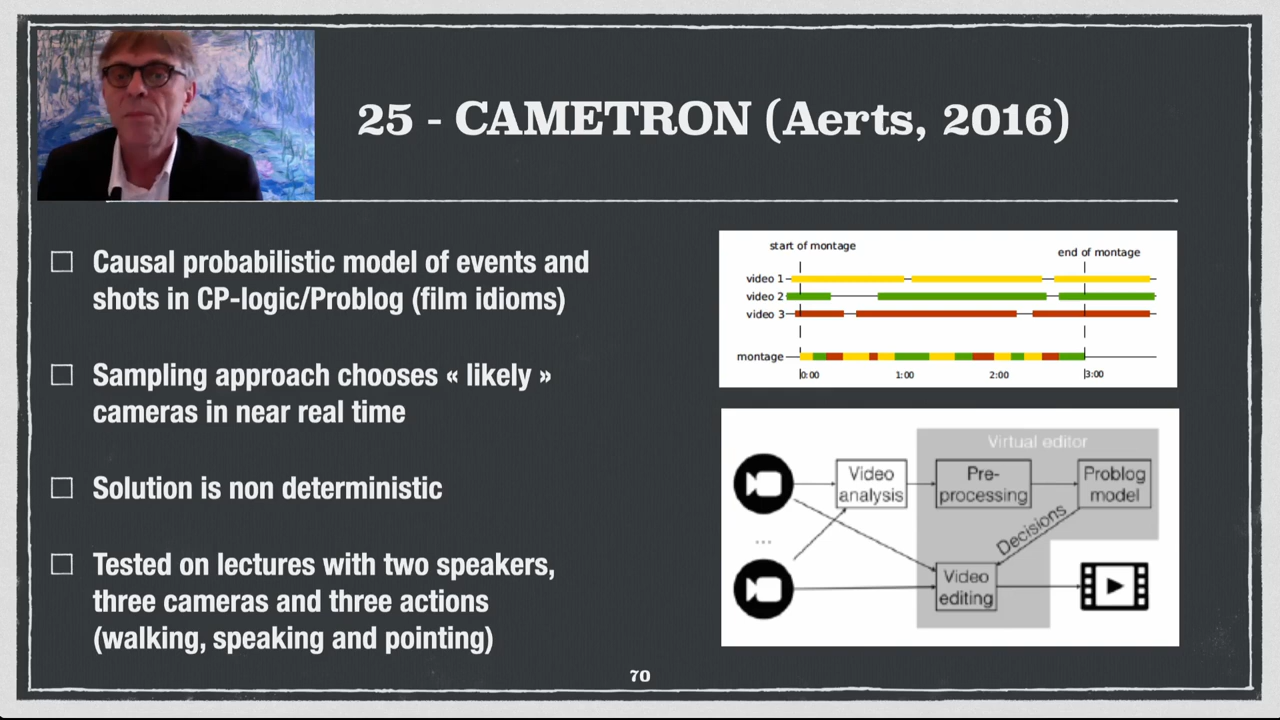 25 - CAMETRON (Aerts, 2016)
Causal probabilistic model of events and
shots in CP-logic/Problog (film idioms)
Sampling approach chooses « likely »
cameras in near real time
Solution is non deterministic
Tested on lectures with two speakers,
three cameras and three actions
(walking, speaking and pointing)
start of montage
end of montage
video 1
video 2
video 3
montage
0:00 1:00 2:00 3:00
Virtual editor
Video
analysis
Pre-
processing
Problog
model
...
Decisions
Video
editing
70